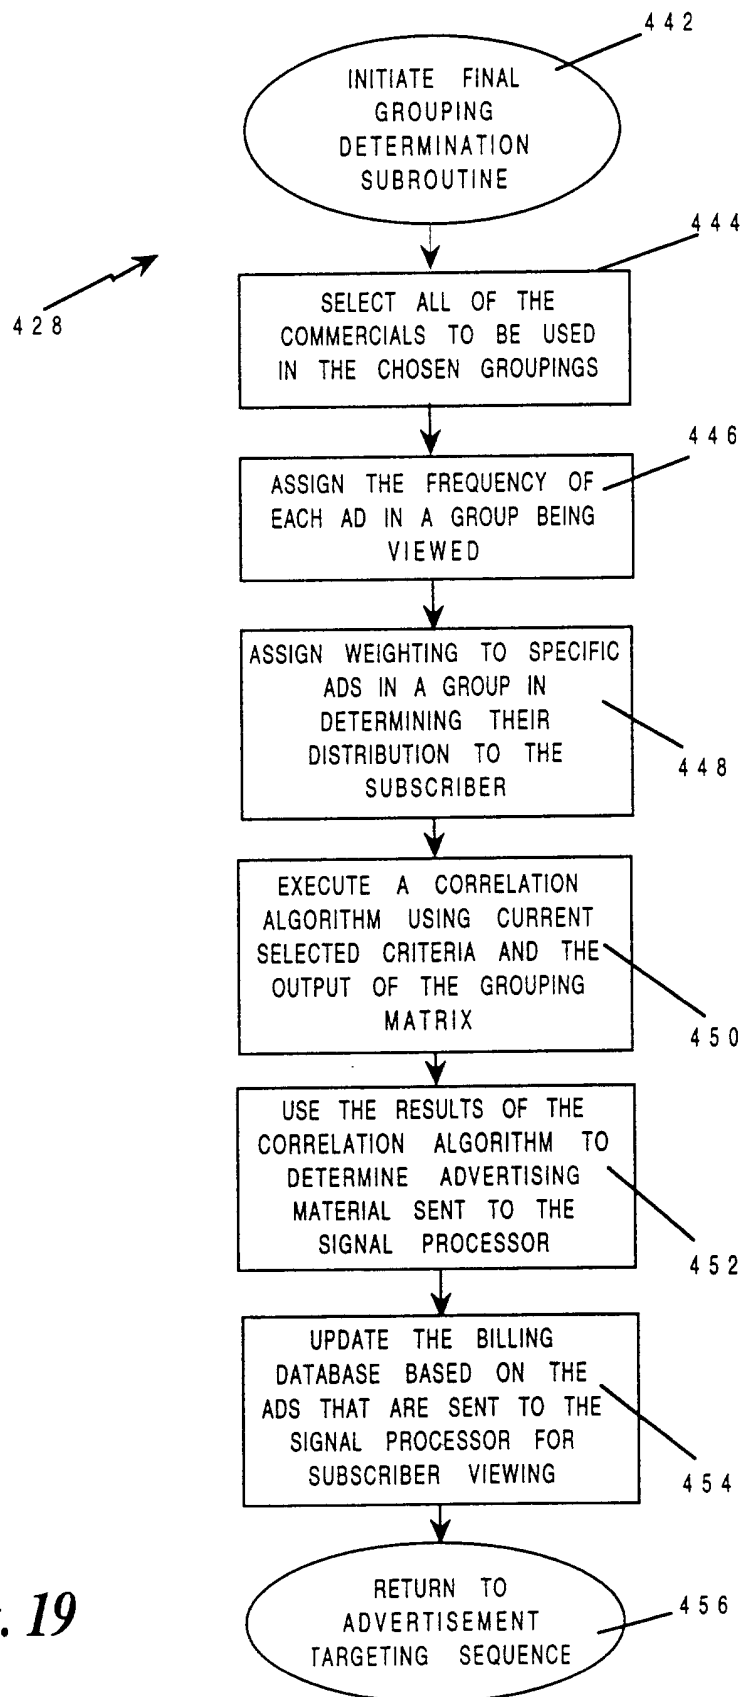 442
INITIATE FINAL
GROUPING
DETERMINATION
SUBROUTINE
428
444
SELECT ALL OF THE
COMMERCIALS TO BE USED
IN THE CHOSEN GROUPINGS
446
ASSIGN THE FREQUENCY OF
EACH AD IN A GROUP BEING
VIEWED
ASSIGN WEIGHTING TO SPECIFIC
ADS IN A GROUP IN
DETERMINING THEIR
DISTRIBUTION TO THE
SUBSCRIBER
448
EXECUTE A CORRELATION
ALGORITHM USING CURRENT
SELECTED CRITERIA AND THE
OUTPUT OF THE GROUPING
MATRIX
450
USE THE RESULTS OF THE
CORRELATION ALGORITHM TO
DETERMINE ADVERTISING
MATERIAL SENT TO THE
SIGNAL PROCESSOR
452
UPDATE THE BILLING
DATABASE BASED ON THE
ADS THAT ARE SENT TO THE
SIGNAL PROCESSOR FOR
SUBSCRIBER VIEWING
454
RETURN TO
ADVERTISEMENT
TARGETING SEQUENCE
456
. 19